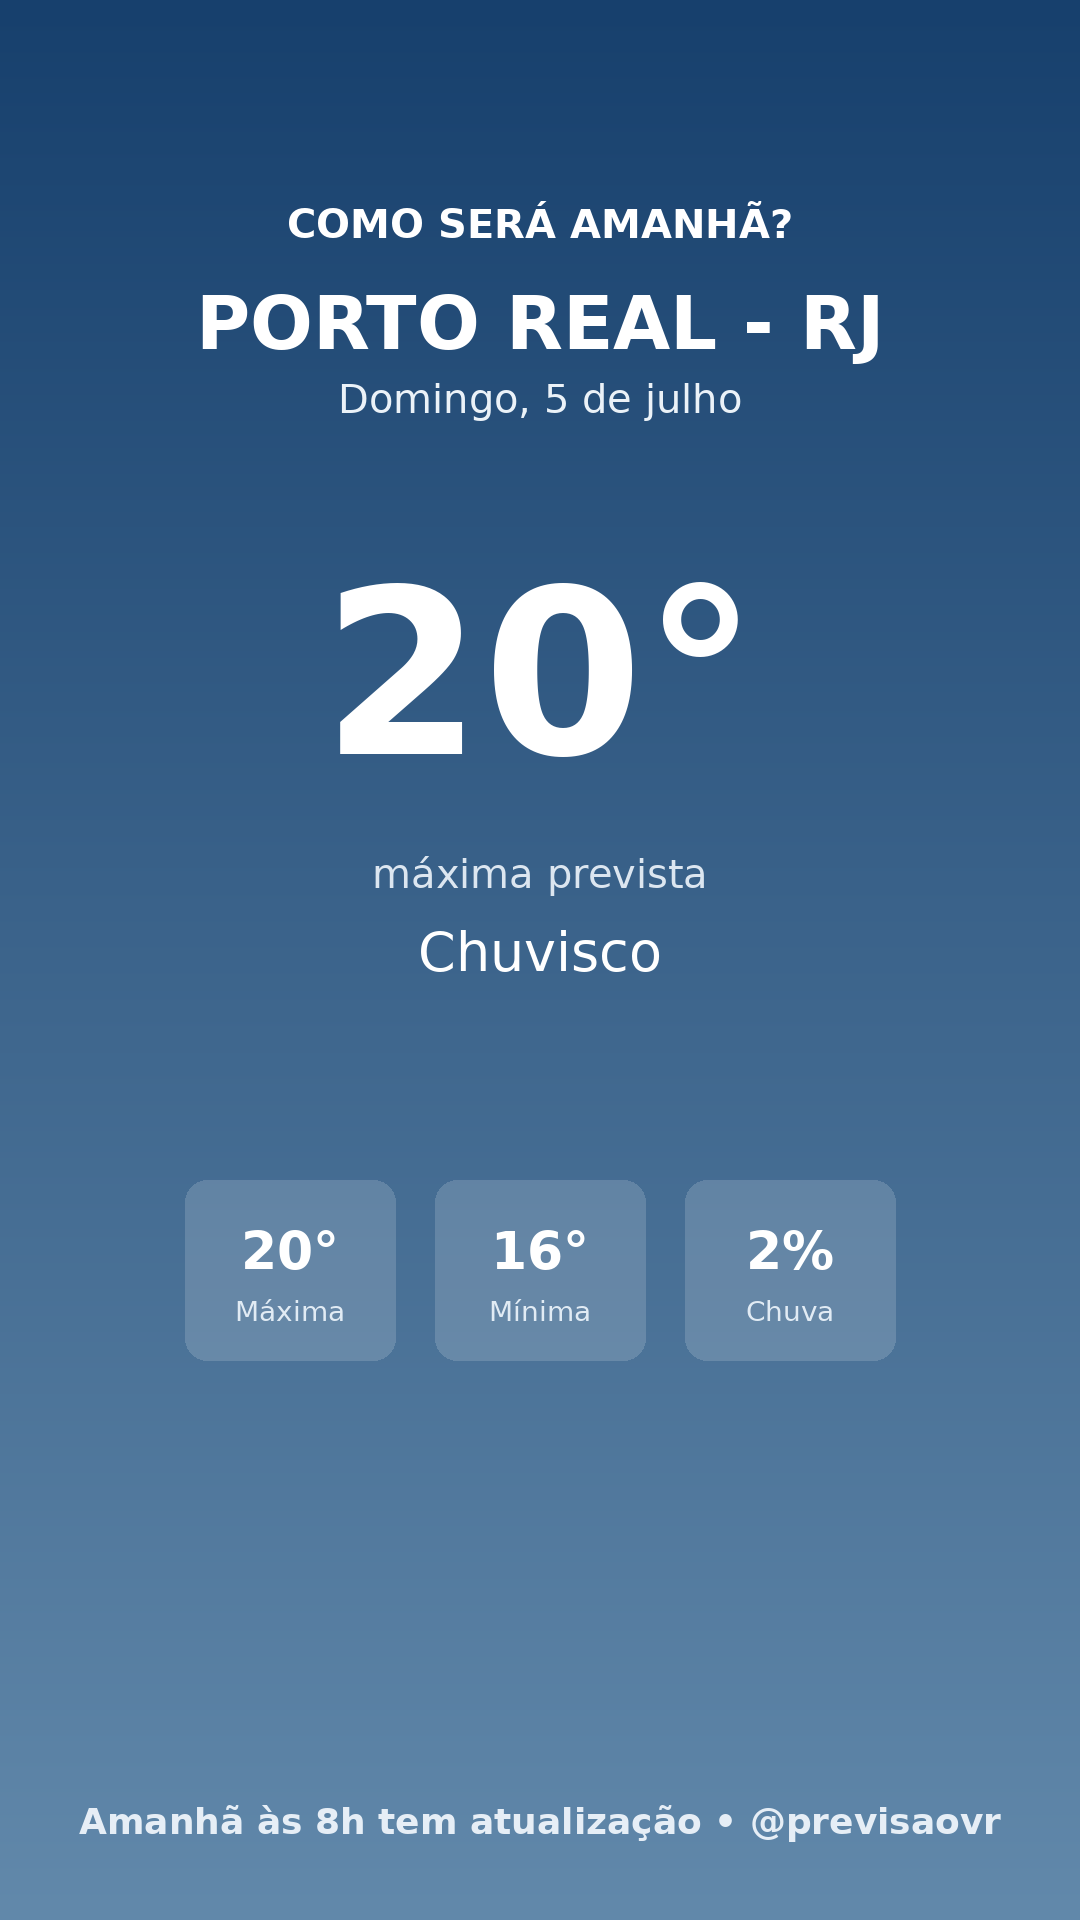 COMO SERÁ AMANHÃ?
PORTO REAL - RJ
Domingo, 5 de julho
20°
máxima prevista
Chuvisco
20° 16° 2%
Máxima Mínima Chuva
Amanhã às 8h tem atualização • @previsaovr